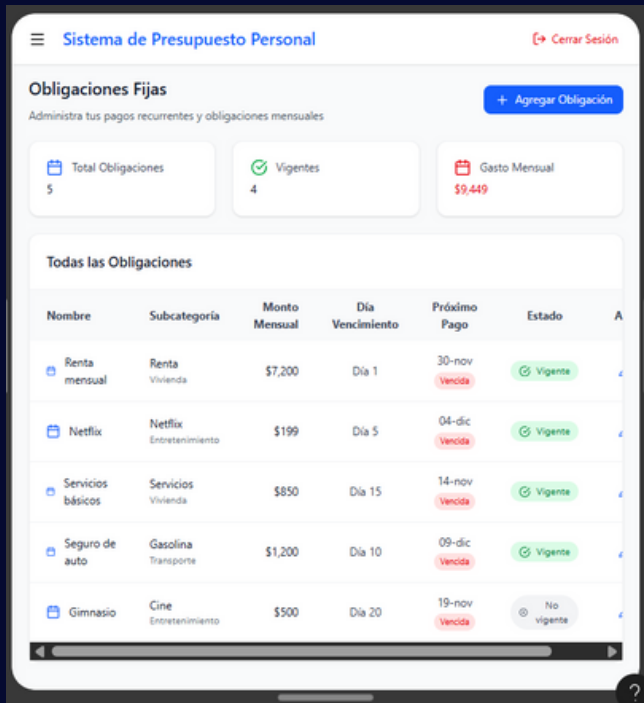 Sistema de Presupuesto Personal
Cerrar Sesión
Obligaciones Fijas
Administra tus pagos recurrentes y obligaciones mensuales
+ Agregar Obligación
Total Obligaciones
5
Vigentes
4
Gasto Mensual
$9,449
Todas las Obligaciones
Nombre Subcategoría Monto Mensual Día Vencimiento Próximo Pago Estado A
Renta mensual Renta Vivienda $7,200 Día 1 30-nov Vencida Vigente
Netflix Netflix Entretenimiento $199 Día 5 04-dic Vencida Vigente
Servicios básicos Servicios Vivienda $850 Día 15 14-nov Vencida Vigente
Seguro de auto Gasolina Transporte $1,200 Día 10 09-dic Vencida Vigente
Gimnasio Cine Entretenimiento $500 Día 20 19-nov Vencida No vigente
?